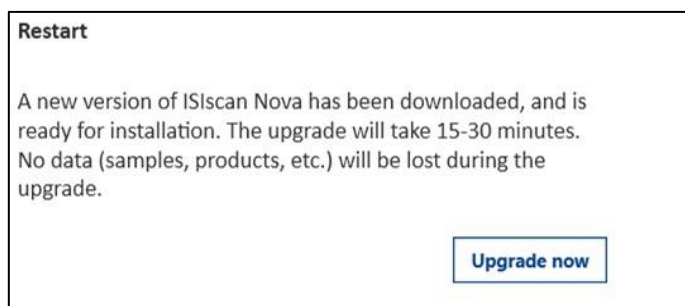 Restart
A new version of ISIscan Nova has been downloaded, and is
ready for installation. The upgrade will take 15-30 minutes.
No data (samples, products, etc.) will be lost during the
upgrade.
Upgrade now